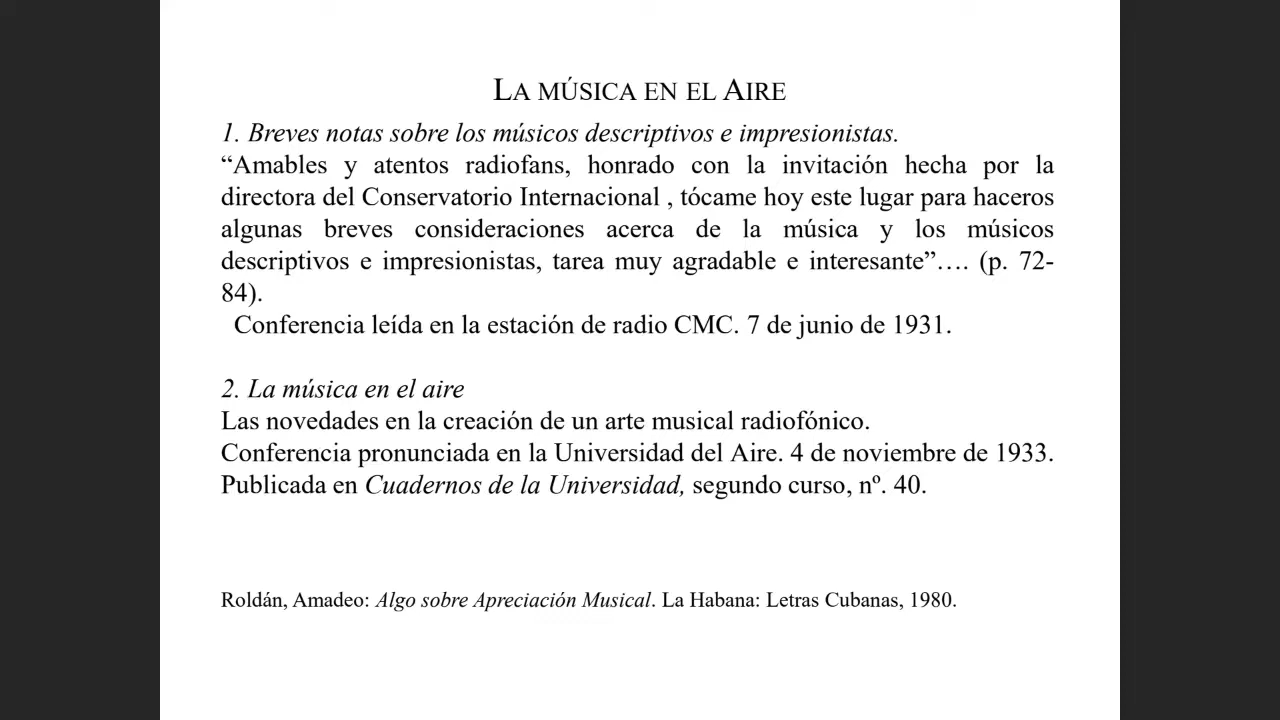 LA MÚSICA EN EL AIRE
1. Breves notas sobre los músicos descriptivos e impresionistas.
“Amables y atentos radiofans, honrado con la invitación hecha por la
directora del Conservatorio Internacional , tócame hoy este lugar para haceros
algunas breves consideraciones acerca de la música y los músicos
descriptivos e impresionistas, tarea muy agradable e interesante”…. (p. 72-
84).
Conferencia leída en la estación de radio CMC. 7 de junio de 1931.
2. La música en el aire
Las novedades en la creación de un arte musical radiofónico.
Conferencia pronunciada en la Universidad del Aire. 4 de noviembre de 1933.
Publicada en Cuadernos de la Universidad, segundo curso, nº. 40.
Roldán, Amadeo: Algo sobre Apreciación Musical. La Habana: Letras Cubanas, 1980.